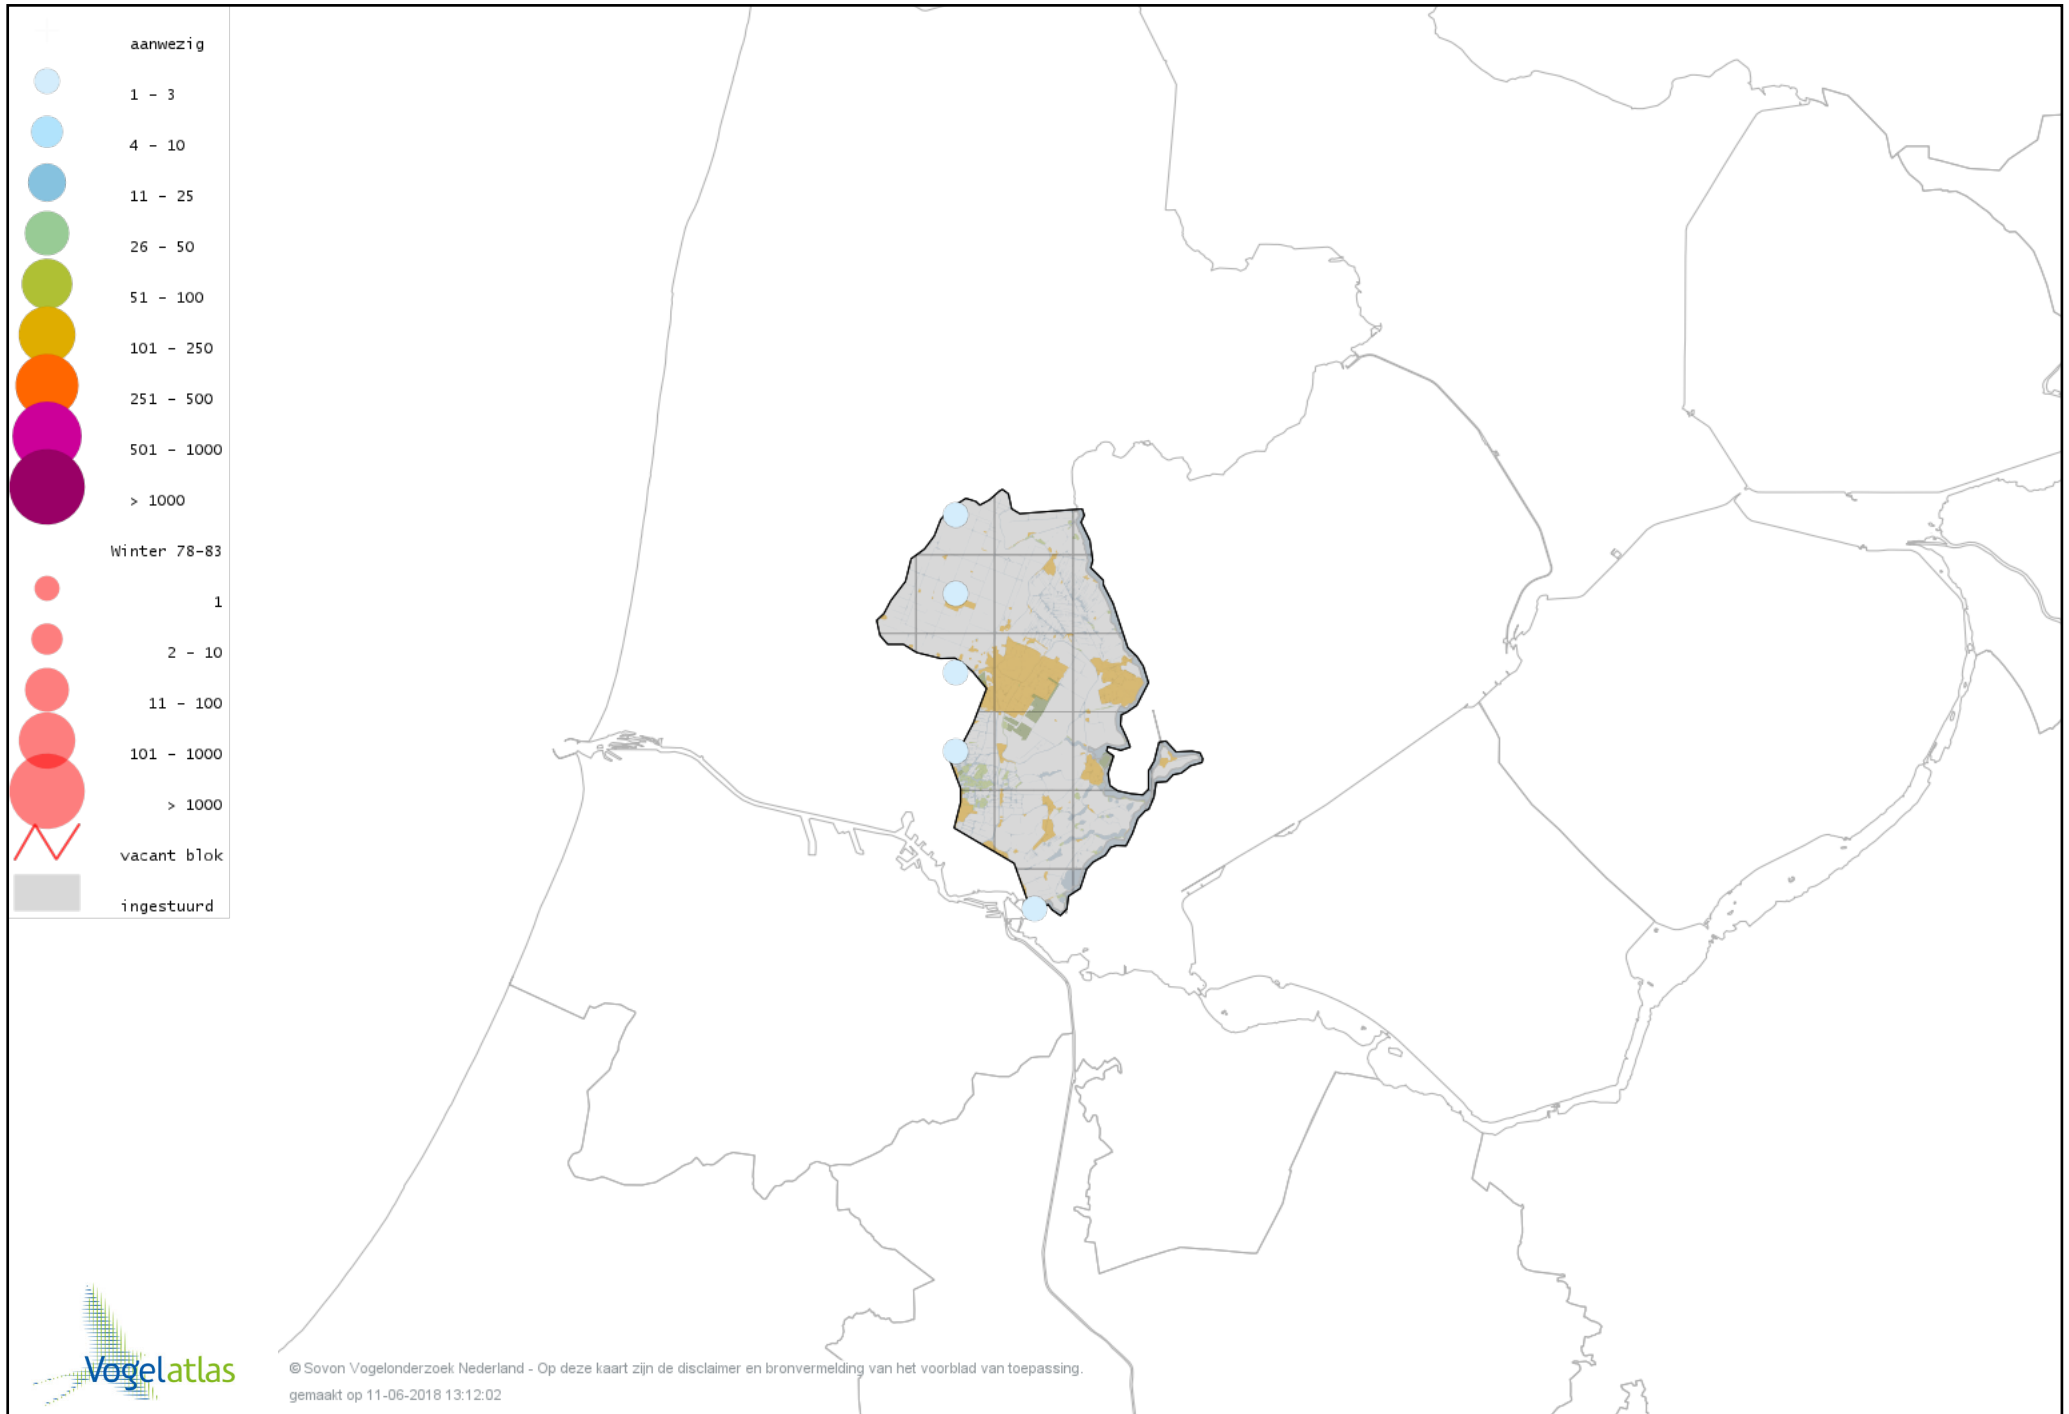 aanwezig
1 - 3
4 - 10
11 - 25
26 - 50
51 - 100
101 - 250
251 - 500
501 - 1000
> 1000
Winter 78-83
1
2 - 10
11 - 100
101 - 1000
> 1000
vacant blok
ingestuurd
Vogelatlas
© Sovon Vogelonderzoek Nederland - Op deze kaart zijn de disclaimer en bronvermelding van het voorblad van toepassing.
gemaakt op 11-06-2018 13:12:02